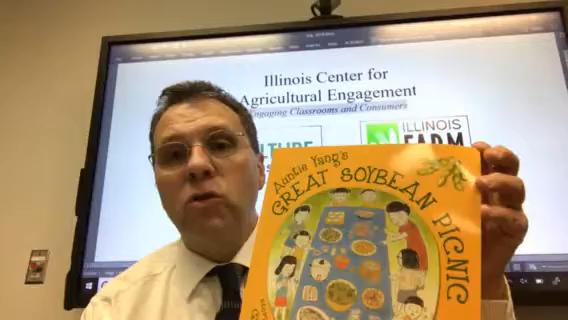 Illinois Center for
Agricultural Engagement
Engaging Classrooms and Consumers
ILLINOIS
FARM
Auntie Yang's
GREAT SOYBEAN PICNIC